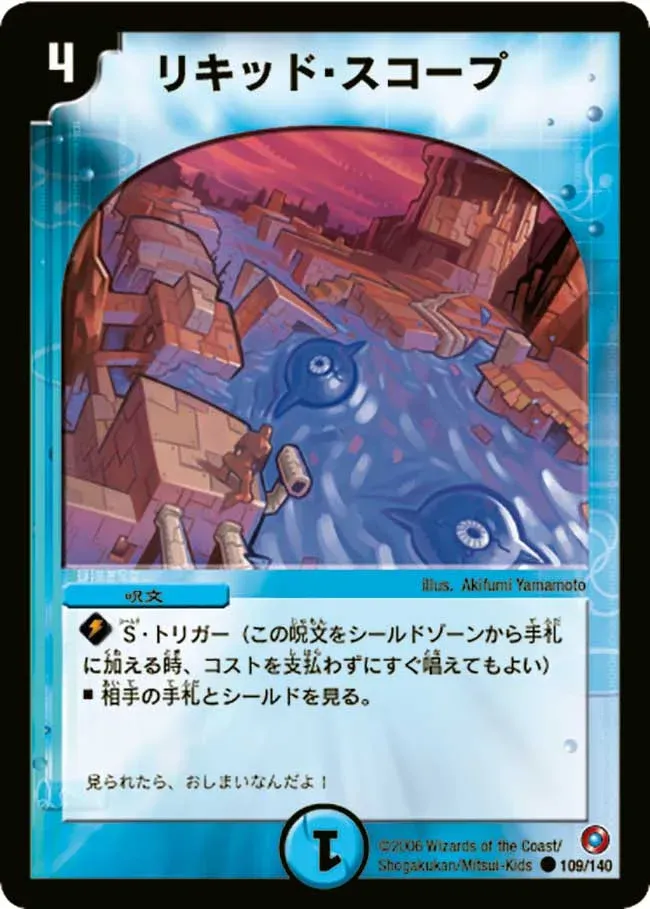 4
リキッド・スコープ
illus. Akifumi Yamamoto
呪文
S・トリガー（この呪文をシールドゾーンから手札
に加える時、コストを支払わずにすぐ唱えてもよい）
■ 相手の手札とシールドを見る。
見られたら、おしまいなんだよ！
1
©2006 Wizards of the Coast/
Shogakukan/Mitsui-Kids ● 109/140